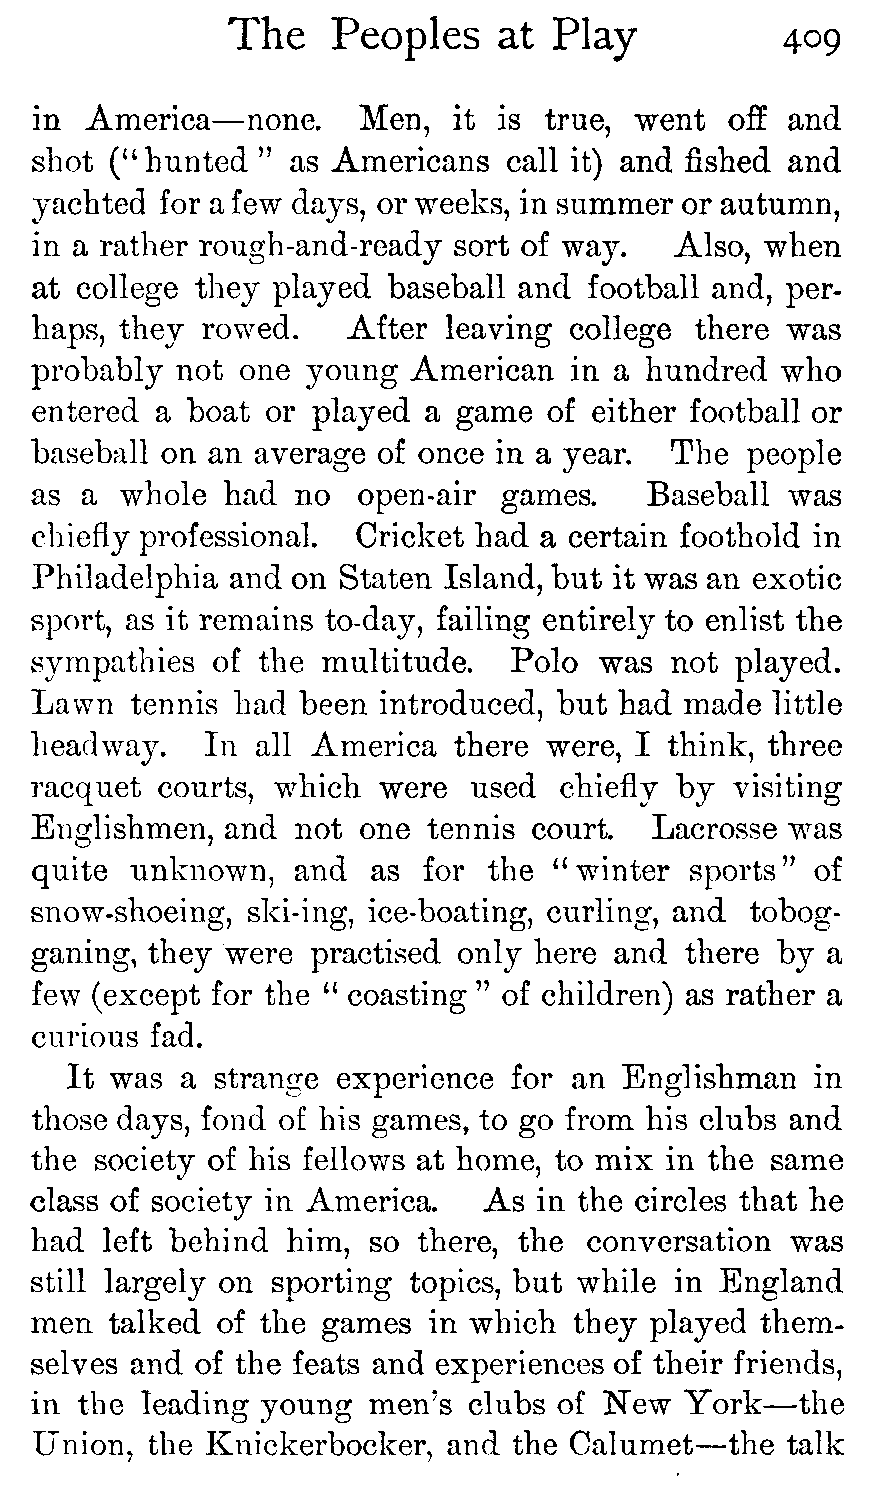 The Peoples at Play 409
in America—none. Men, it is true, went off and
shot ("hunted" as Americans call it) and fished and
yachted for a few days, or weeks, in summer or autumn,
in a rather rough-and-ready sort of way. Also, when
at college they played baseball and football and, per-
haps, they rowed. After leaving college there was
probably not one young American in a hundred who
entered a boat or played a game of either football or
baseball on an average of once in a year. The people
as a whole had no open-air games. Baseball was
chiefly professional. Cricket had a certain foothold in
Philadelphia and on Staten Island, but it was an exotic
sport, as it remains to-day, failing entirely to enlist the
sympathies of the multitude. Polo was not played.
Lawn tennis had been introduced, but had made little
headway. In all America there were, I think, three
racquet courts, which were used chiefly by visiting
Englishmen, and not one tennis court. Lacrosse was
quite unknown, and as for the "winter sports" of
snow-shoeing, ski-ing, ice-boating, curling, and tobog-
ganing, they were practised only here and there by a
few (except for the "coasting" of children) as rather a
curious fad.
It was a strange experience for an Englishman in
those days, fond of his games, to go from his clubs and
the society of his fellows at home, to mix in the same
class of society in America. As in the circles that he
had left behind him, so there, the conversation was
still largely on sporting topics, but while in England
men talked of the games in which they played them-
selves and of the feats and experiences of their friends,
in the leading young men's clubs of New York—the
Union, the Knickerbocker, and the Calumet—the talk